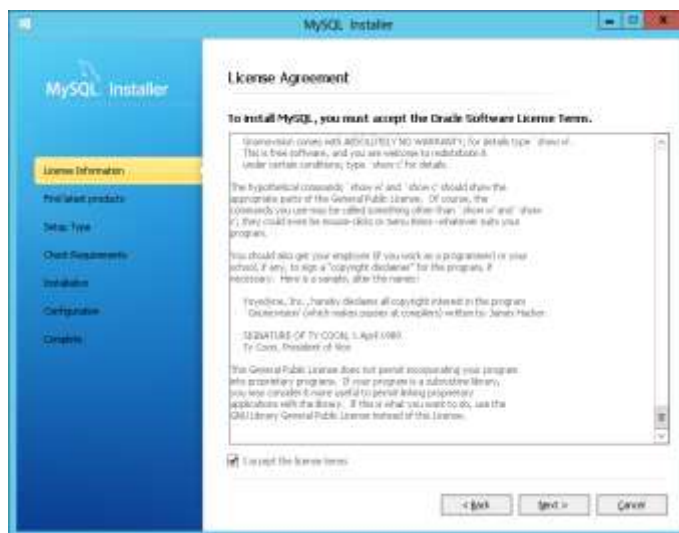 MySQL Installer
MySQL Installer
License Information
Find latest products
Setup Type
Check Requirements
Installation
Configuration
Complete
License Agreement
To install MySQL, you must accept the Oracle Software License Terms.
Gnomovision comes with ABSOLUTELY NO WARRANTY; for details type `show w'.
This is free software, and you are welcome to redistribute it
under certain conditions; type `show c' for details.
The hypothetical commands `show w' and `show c' should show the
appropriate parts of the General Public License. Of course, the
commands you use may be called something other than `show w' and `show
c'; they could even be mouse-clicks or menu items--whatever suits your
program.
You should also get your employer (if you work as a programmer) or your
school, if any, to sign a "copyright disclaimer" for the program, if
necessary. Here is a sample; alter the names:
Yoyodyne, Inc., hereby disclaims all copyright interest in the program
`Gnomovision' (which makes passes at compilers) written by James Hacker.
SIGNATURE OF TY COON, 1 April 1989
Ty Coon, President of Vice
This General Public License does not permit incorporating your program
into proprietary programs. If your program is a subroutine library,
you may consider it more useful to permit linking proprietary
applications with the library. If this is what you want to do, use the
GNU Library General Public License instead of this License.
I accept the license terms
< Back
Next >
Cancel